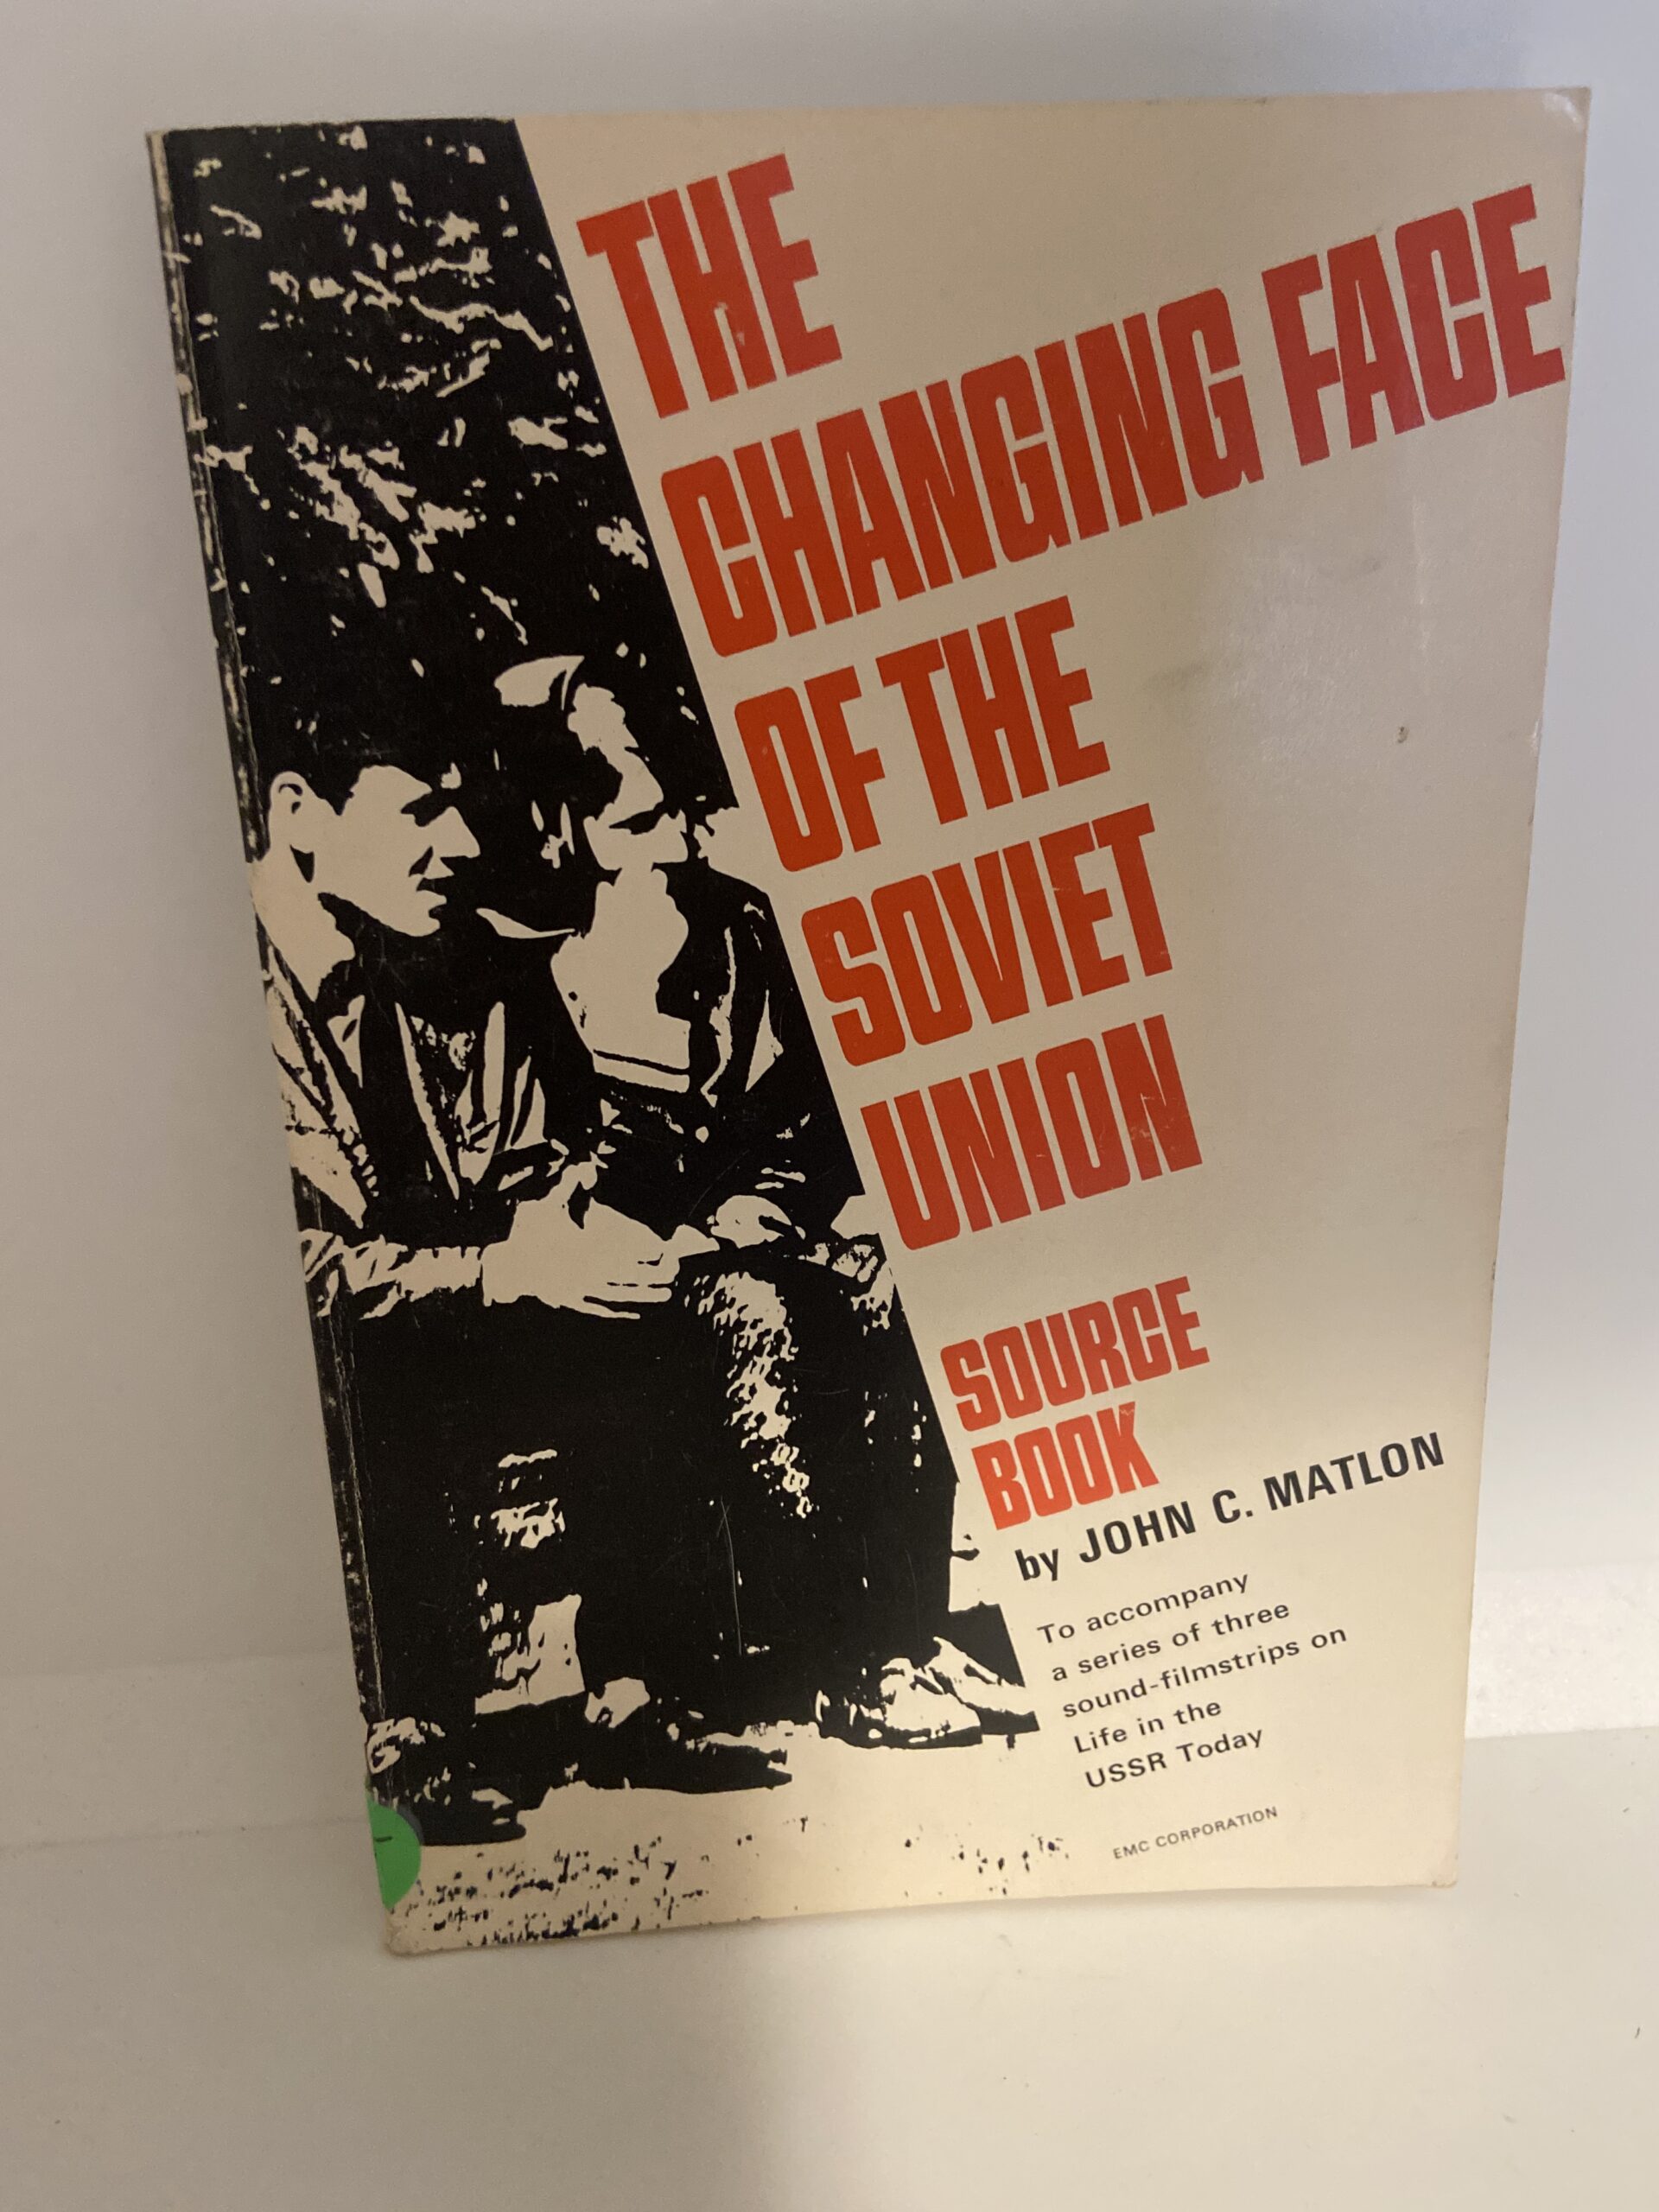 THE
CHANGING FACE
OF THE
SOVIET
UNION
SOURCE
BOOK
by JOHN C. MATLON
To accompany
a series of three
sound-filmstrips on
Life in the
USSR Today
EMC CORPORATION